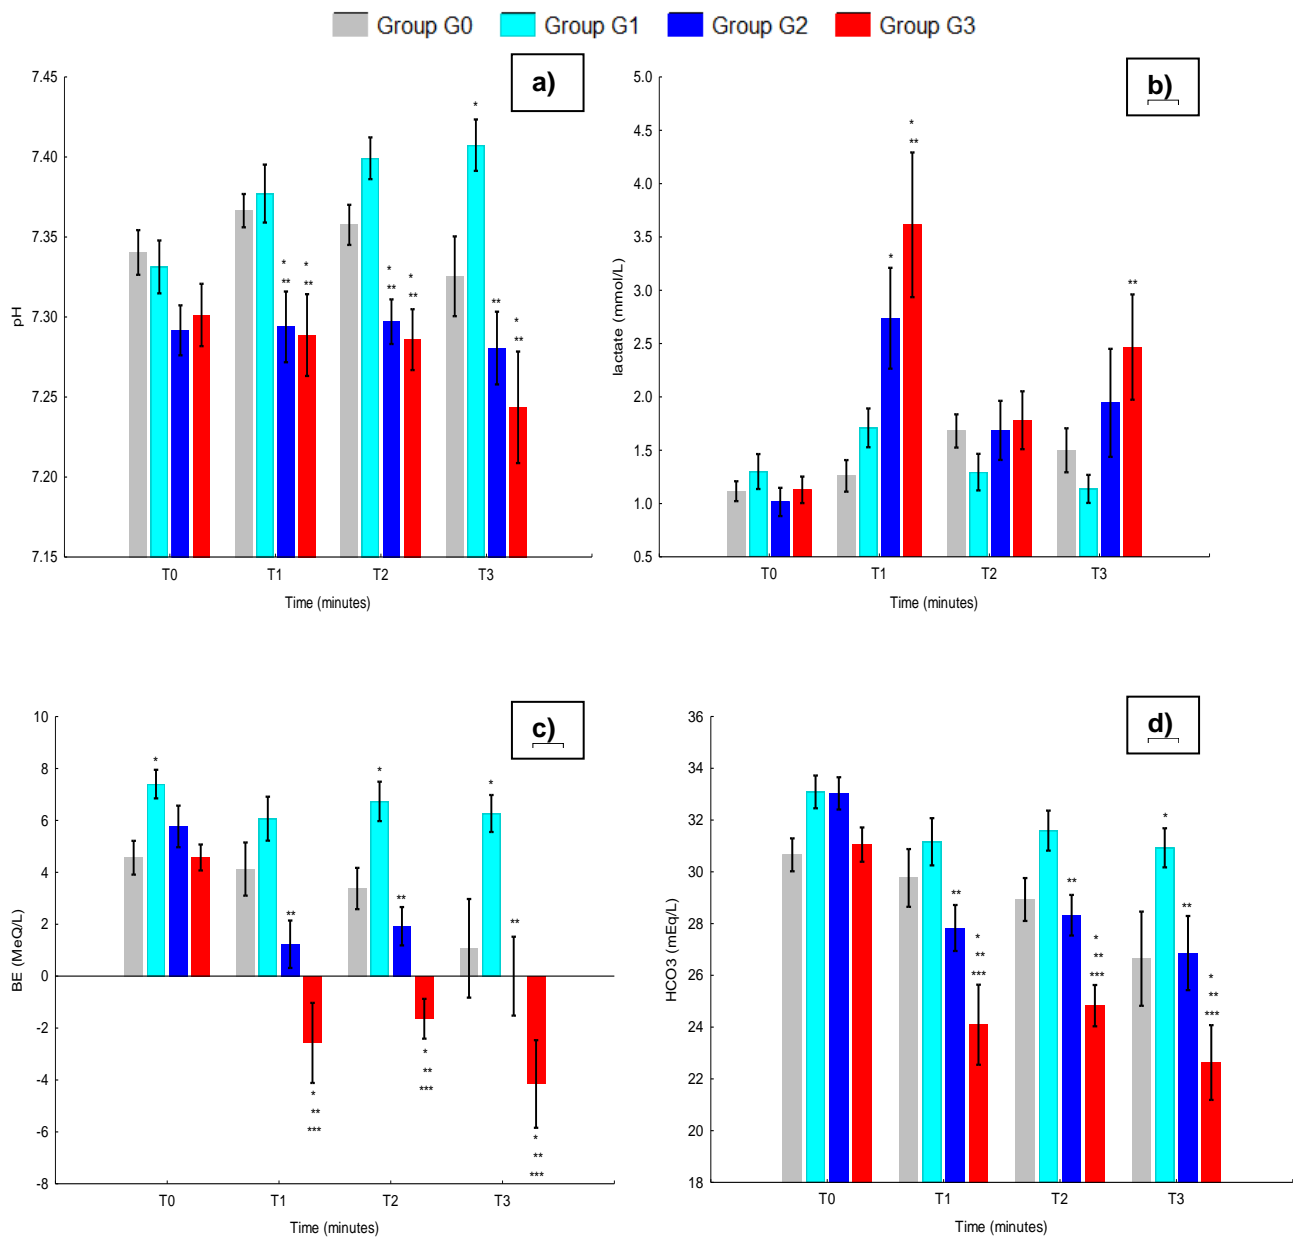 Group G0 Group G1 Group G2 Group G3
a)
7.45
7.40
7.35
7.30
7.25
7.20
7.15
pH
*
* **
* **
* **
* **
**
* **
T0 T1 T2 T3
Time (minutes)
b)
5.0
4.5
4.0
3.5
3.0
2.5
2.0
1.5
1.0
0.5
lactate (mmol/L)
*
* **
**
T0 T1 T2 T3
Time (minutes)
c)
10
8
6
4
2
0
-2
-4
-6
-8
BE (MeQ/L)
*
**
* ** ***
*
**
* ** ***
*
**
* ** ***
T0 T1 T2 T3
Time (minutes)
d)
36
34
32
30
28
26
24
22
20
18
HCO3 (mEq/L)
**
* ** ***
**
* ** ***
*
**
* ** ***
T0 T1 T2 T3
Time (minutes)